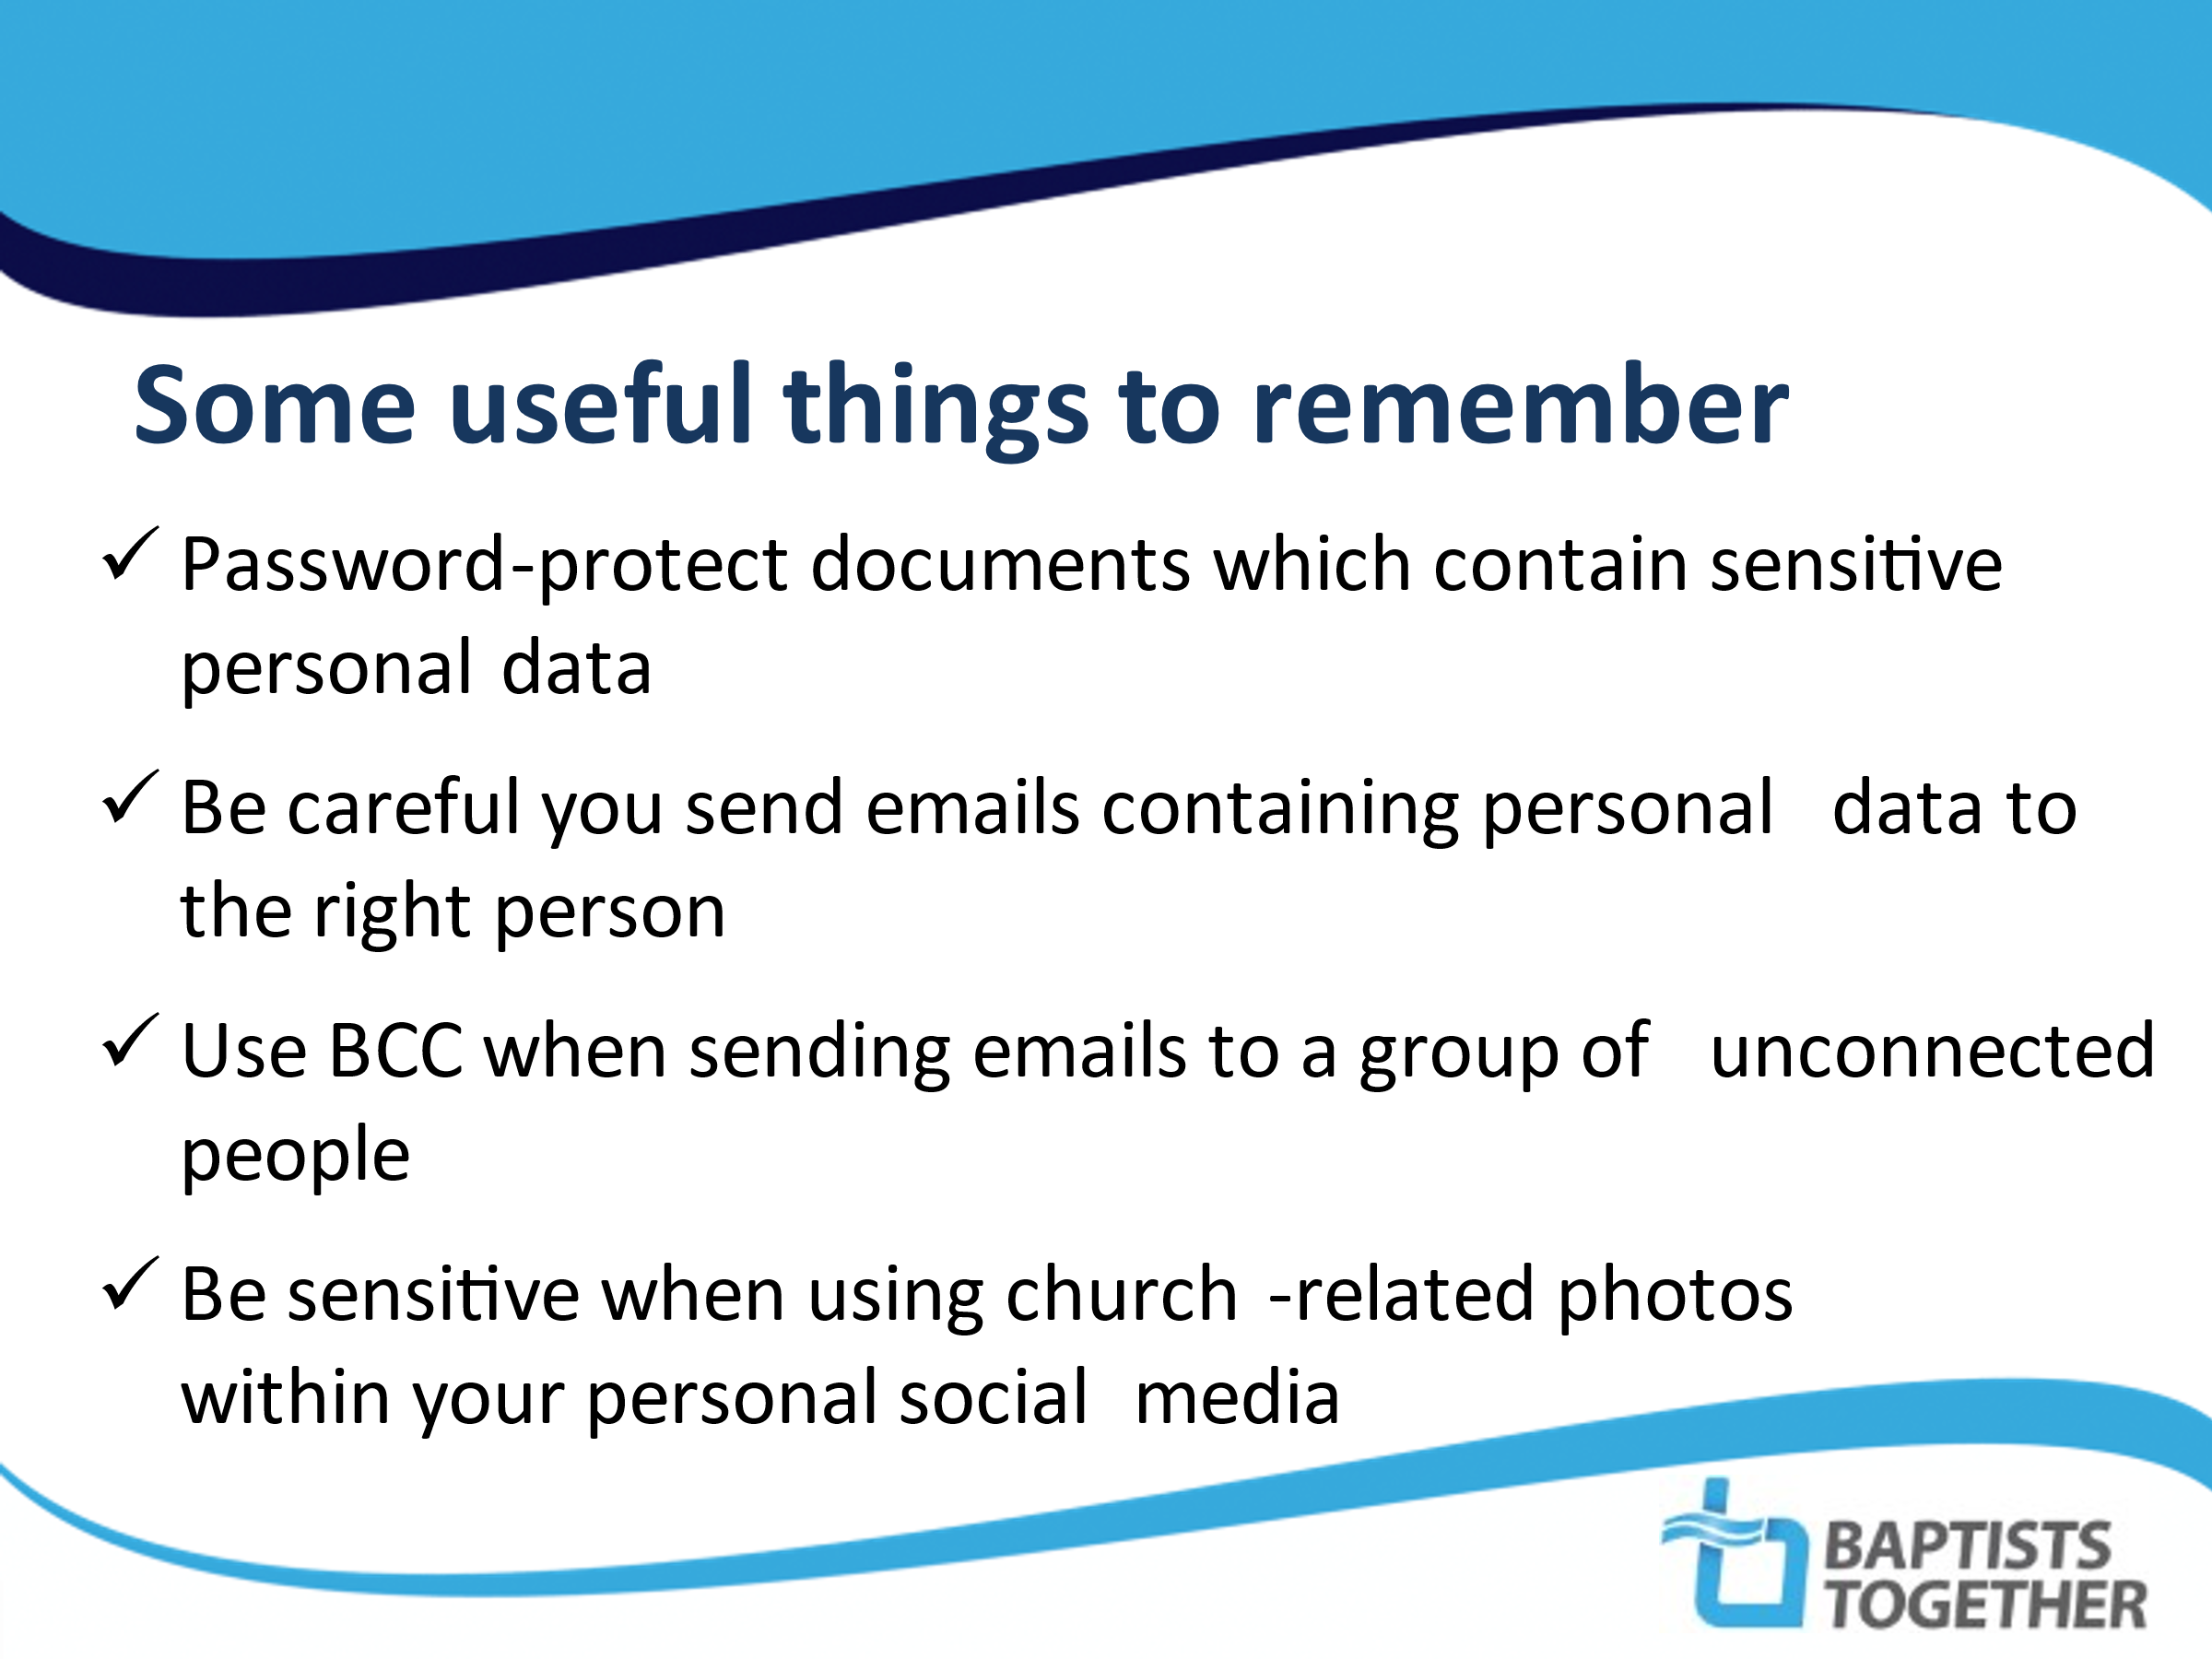 Some useful things to remember
✓ Password-protect documents which contain sensitive
personal data
✓ Be careful you send emails containing personal data to
the right person
✓ Use BCC when sending emails to a group of unconnected
people
✓ Be sensitive when using church -related photos
within your personal social media
BAPTISTS
TOGETHER